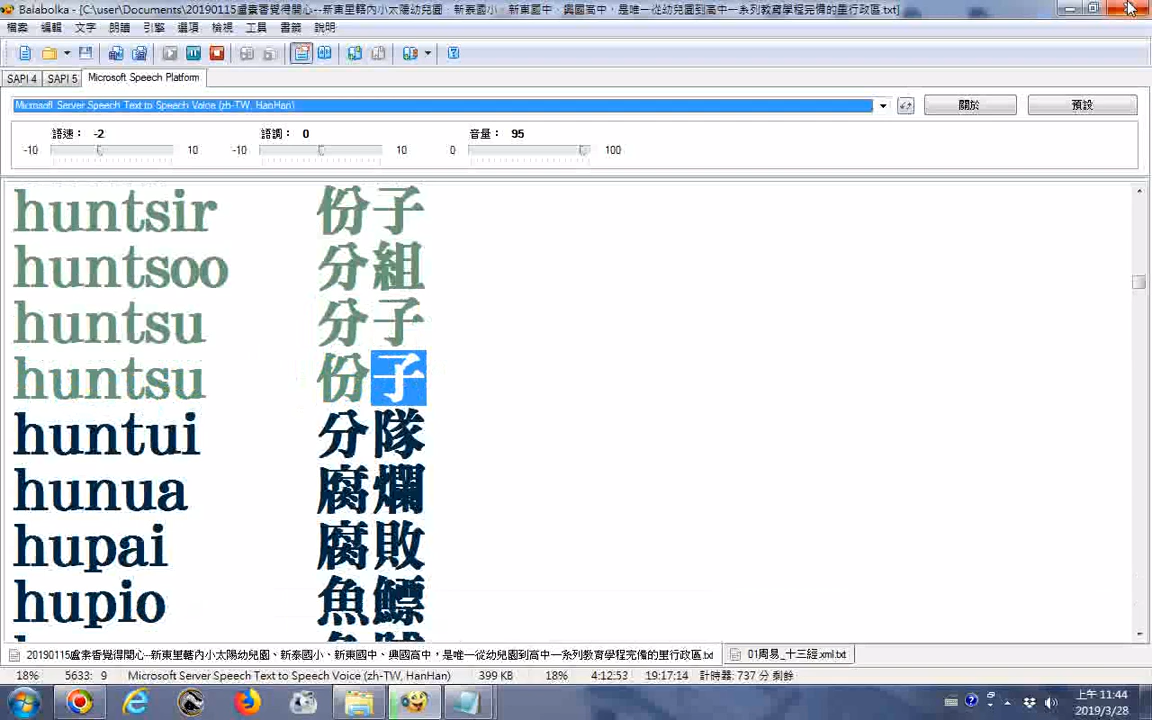 Balabolka - [C:\user\Documents\20190115盧素香覺得開心--新東里轄內小太陽幼兒園、新泰國小、新東國中、興國高中，是唯一從幼兒園到高中一系列教育學程完備的里行政區.txt]
檔案 編輯 文字 朗讀 引擎 選項 檢視 工具 書籤 說明
SAPI 4 SAPI 5 Microsoft Speech Platform
Microsoft Server Speech Text to Speech Voice (zh-TW, HanHan)
關於 預設
語速： -2 語調： 0 音量： 95
-10 10 -10 10 0 100
huntsir 份子
huntsoo 分組
huntsu 分子
huntsu 份子
huntui 分隊
hunua 腐爛
hupai 腐敗
hupio 魚鰾
20190115盧素香覺得開心--新東里轄內小太陽幼兒園、新泰國小、新東國中、興國高中，是唯一從幼兒園到高中一系列教育學程完備的里行政區.txt 01周易_十三經.xml.txt
18% 5633: 9 Microsoft Server Speech Text to Speech Voice (zh-TW, HanHan) 399 KB 18% 4:12:53 19:17:14 計時器: 737 分 剩餘
上午 11:44
2019/3/28